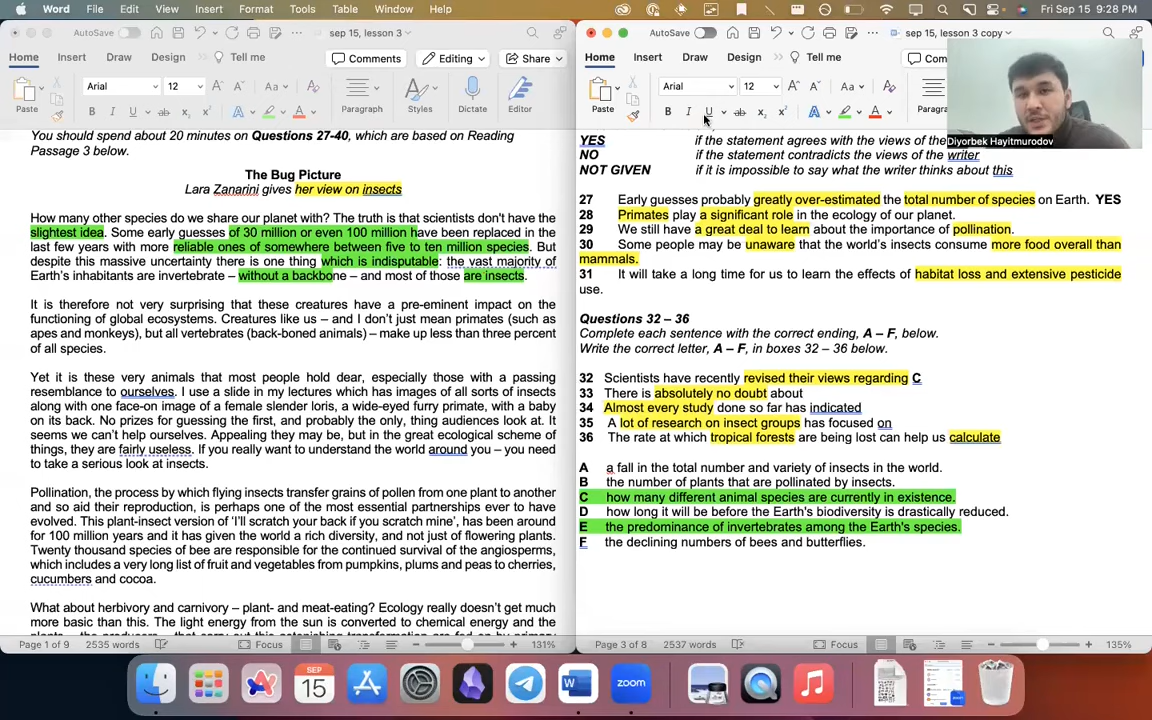 Word File Edit View Insert Format Tools Table Window Help Fri Sep 15 9:28 PM
AutoSave sep 15, lesson 3
Home Insert Draw Design Tell me Comments Editing Share
Paste Arial 12 Paragraph Styles Dictate Editor
You should spend about 20 minutes on Questions 27-40, which are based on Reading
Passage 3 below.
The Bug Picture
Lara Zanarini gives her view on insects
How many other species do we share our planet with? The truth is that scientists don't have the
slightest idea. Some early guesses of 30 million or even 100 million have been replaced in the
last few years with more reliable ones of somewhere between five to ten million species. But
despite this massive uncertainty there is one thing which is indisputable: the vast majority of
Earth's inhabitants are invertebrate – without a backbone – and most of those are insects.
It is therefore not very surprising that these creatures have a pre-eminent impact on the
functioning of global ecosystems. Creatures like us – and I don't just mean primates (such as
apes and monkeys), but all vertebrates (back-boned animals) – make up less than three percent
of all species.
Yet it is these very animals that most people hold dear, especially those with a passing
resemblance to ourselves. I use a slide in my lectures which has images of all sorts of insects
along with one face-on image of a female slender loris, a wide-eyed furry primate, with a baby
on its back. No prizes for guessing the first, and probably the only, thing audiences look at. It
seems we can't help ourselves. Appealing they may be, but in the great ecological scheme of
things, they are fairly useless. If you really want to understand the world around you – you need
to take a serious look at insects.
Pollination, the process by which flying insects transfer grains of pollen from one plant to another
and so aid their reproduction, is perhaps one of the most essential partnerships ever to have
evolved. This plant-insect version of 'I'll scratch your back if you scratch mine', has been around
for 100 million years and it has given the world a rich diversity, and not just of flowering plants.
Twenty thousand species of bee are responsible for the continued survival of the angiosperms,
which includes a very long list of fruit and vegetables from pumpkins, plums and peas to cherries,
cucumbers and cocoa.
What about herbivory and carnivory – plant- and meat-eating? Ecology really doesn't get much
more basic than this. The light energy from the sun is converted to chemical energy and the
plants – the producers – that carry out this astonishing transformation are fed on by primary
Page 1 of 9 2535 words Focus 131%
AutoSave sep 15, lesson 3 copy
Home Insert Draw Design Tell me Com
Paste Arial 12 Paragra
Diyorbek Hayitmurodov
YES if the statement agrees with the views of the
NO if the statement contradicts the views of the writer
NOT GIVEN if it is impossible to say what the writer thinks about this
27 Early guesses probably greatly over-estimated the total number of species on Earth. YES
28 Primates play a significant role in the ecology of our planet.
29 We still have a great deal to learn about the importance of pollination.
30 Some people may be unaware that the world's insects consume more food overall than
mammals.
31 It will take a long time for us to learn the effects of habitat loss and extensive pesticide
use.
Questions 32 – 36
Complete each sentence with the correct ending, A – F, below.
Write the correct letter, A – F, in boxes 32 – 36 below.
32 Scientists have recently revised their views regarding C
33 There is absolutely no doubt about
34 Almost every study done so far has indicated
35 A lot of research on insect groups has focused on
36 The rate at which tropical forests are being lost can help us calculate
A a fall in the total number and variety of insects in the world.
B the number of plants that are pollinated by insects.
C how many different animal species are currently in existence.
D how long it will be before the Earth's biodiversity is drastically reduced.
E the predominance of invertebrates among the Earth's species.
F the declining numbers of bees and butterflies.
Page 3 of 8 2537 words Focus 135%
SEP
15
zoom